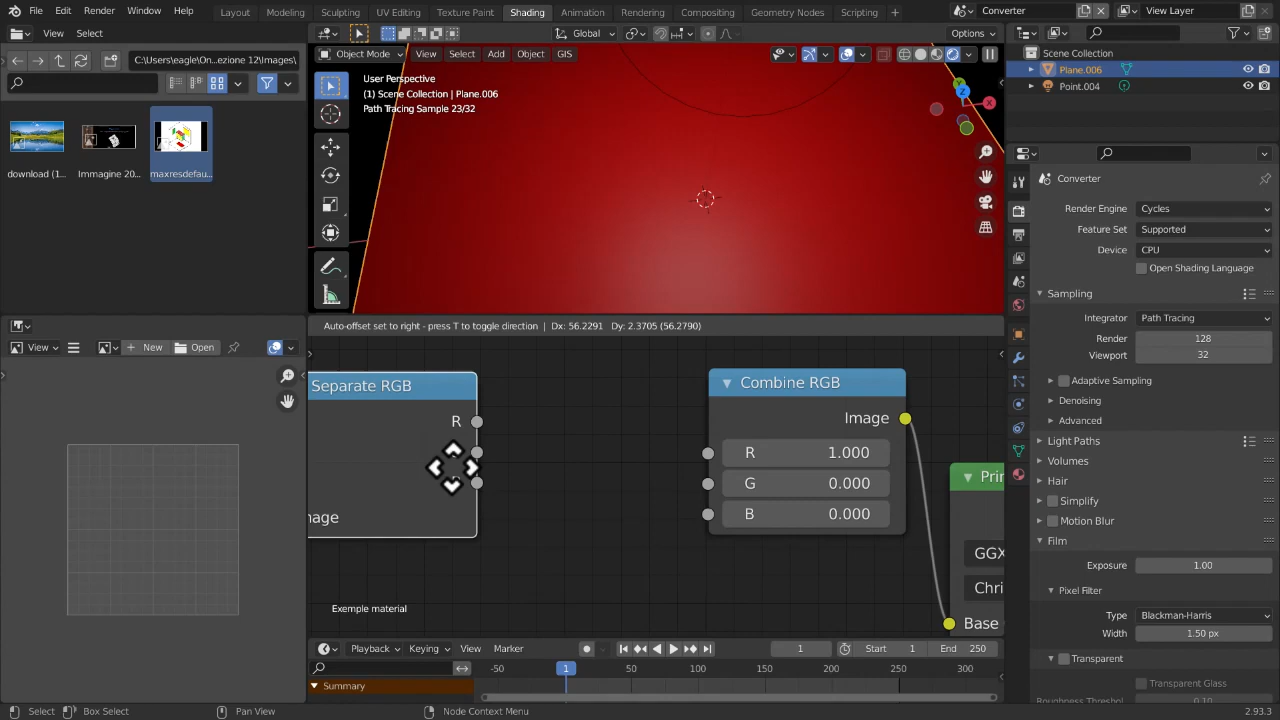 File Edit Render Window Help
Layout Modeling Sculpting UV Editing Texture Paint Shading Animation Rendering Compositing Geometry Nodes Scripting +
Converter
View Layer
View Select
Global
Options
C:\Users\eagle\On...ezione 12\Images\
Object Mode View Select Add Object GIS
User Perspective
(1) Scene Collection | Plane.006
Path Tracing Sample 23/32
download (1...
Immagine 20...
maxresdefau...
Scene Collection
Plane.006
Point.004
Converter
Render Engine Cycles
Feature Set Supported
Device CPU
Open Shading Language
Sampling
Integrator Path Tracing
Render 128
Viewport 32
Adaptive Sampling
Denoising
Advanced
Light Paths
Volumes
Hair
Simplify
Motion Blur
Film
Exposure 1.00
Pixel Filter
Type Blackman-Harris
Width 1.50 px
Transparent
Transparent Glass
Roughness Threshol 0.10
Auto-offset set to right - press T to toggle direction | Dx: 56.2291 Dy: 2.3705 (56.2790)
View New Open
Separate RGB
R
mage
Combine RGB
Image
R 1.000
G 0.000
B 0.000
Prin
GGX
Chri
Base
Exemple material
Playback Keying View Marker
1 Start 1 End 250
-50 1 50 100 150 200 250 300
Summary
Select Box Select Pan View Node Context Menu 2.93.3